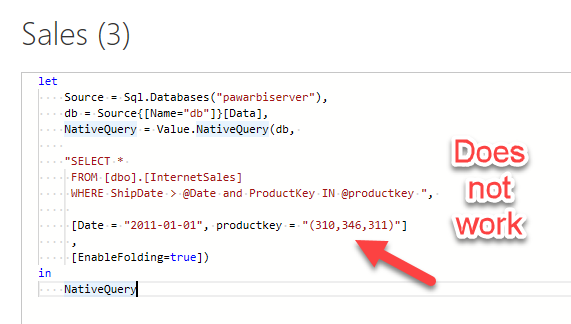 Sales (3)
let
Source = Sql.Databases("pawarbiserver"),
db = Source{[Name="db"]}[Data],
NativeQuery = Value.NativeQuery(db,
"SELECT *
FROM [dbo].[InternetSales]
WHERE ShipDate > @Date and ProductKey IN @productkey ",
[Date = "2011-01-01", productkey = "(310,346,311)"]
,
[EnableFolding=true])
in
NativeQuery
Does
not
work